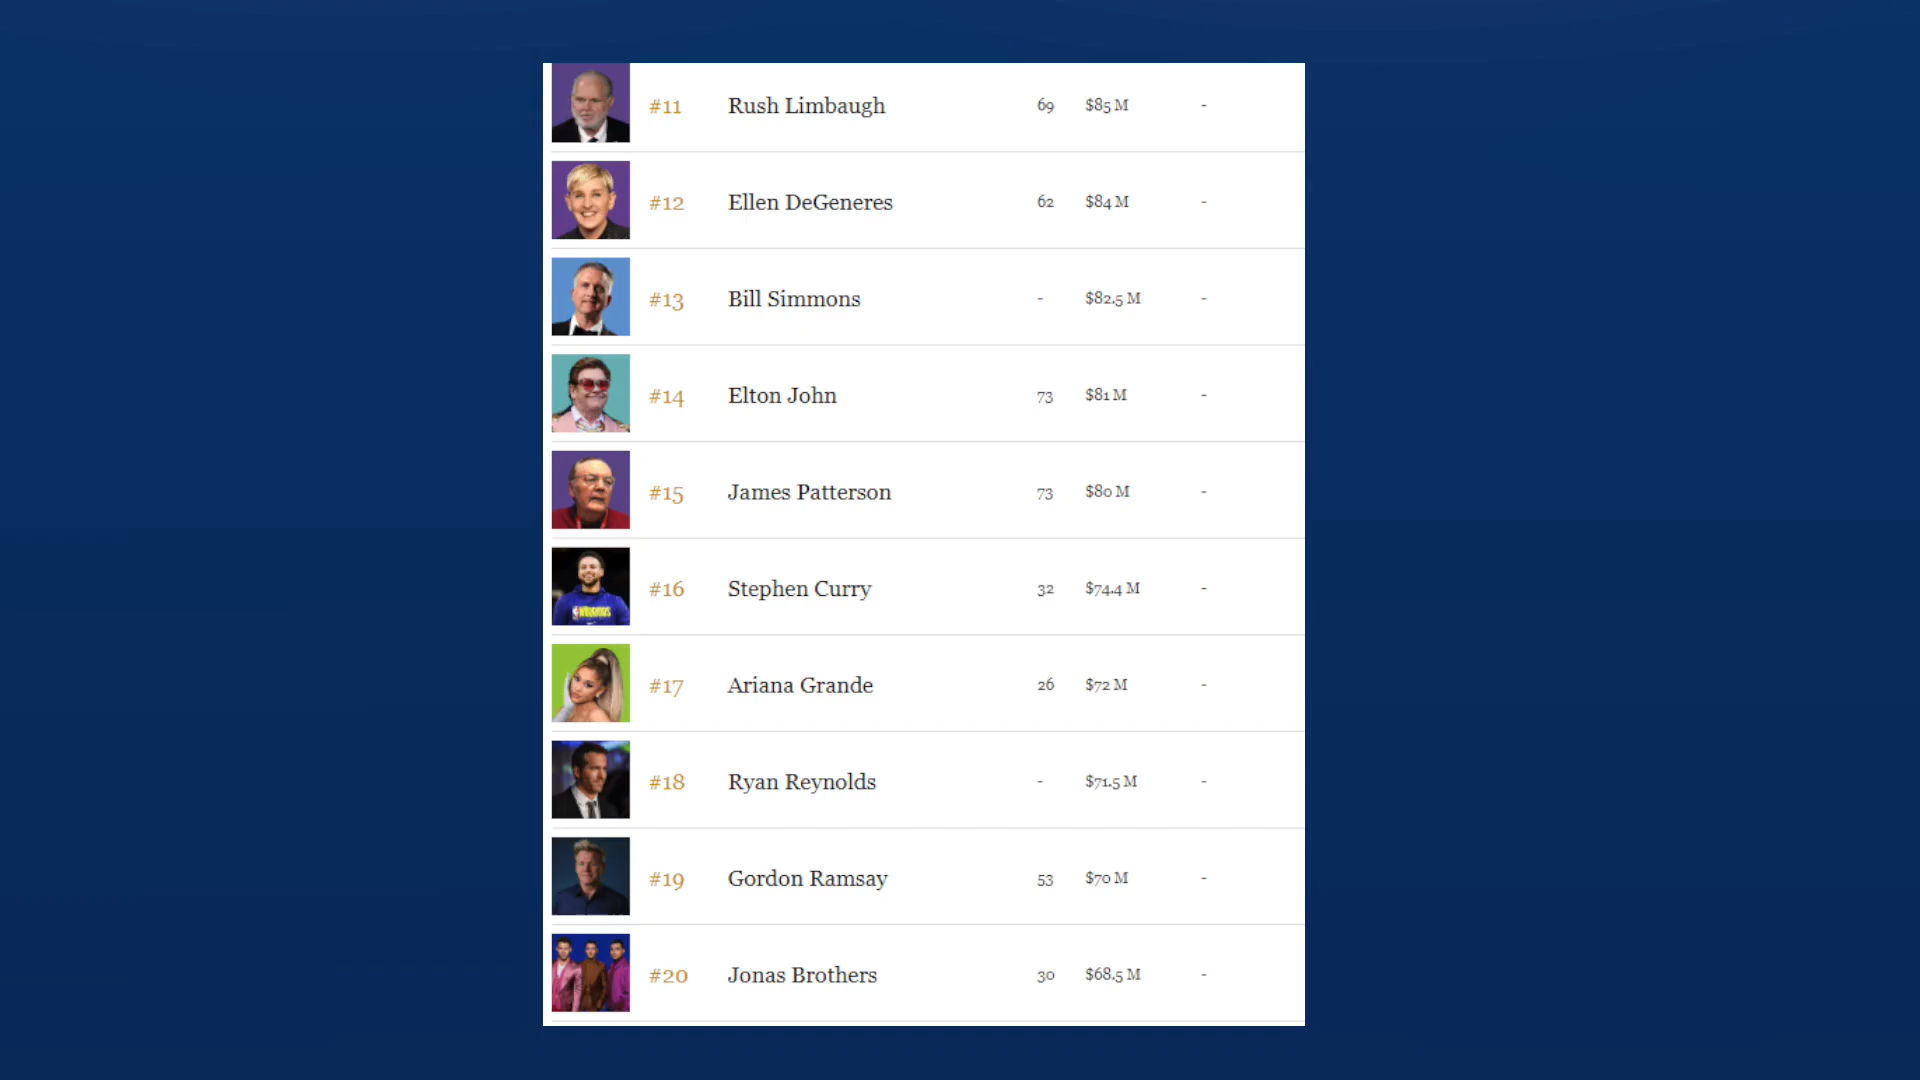 #11 Rush Limbaugh 69 $85 M -
#12 Ellen DeGeneres 62 $84 M -
#13 Bill Simmons - $82.5 M -
#14 Elton John 73 $81 M -
#15 James Patterson 73 $80 M -
WARRIORS
#16 Stephen Curry 32 $74.4 M -
#17 Ariana Grande 26 $72 M -
#18 Ryan Reynolds - $71.5 M -
#19 Gordon Ramsay 53 $70 M -
#20 Jonas Brothers 30 $68.5 M -